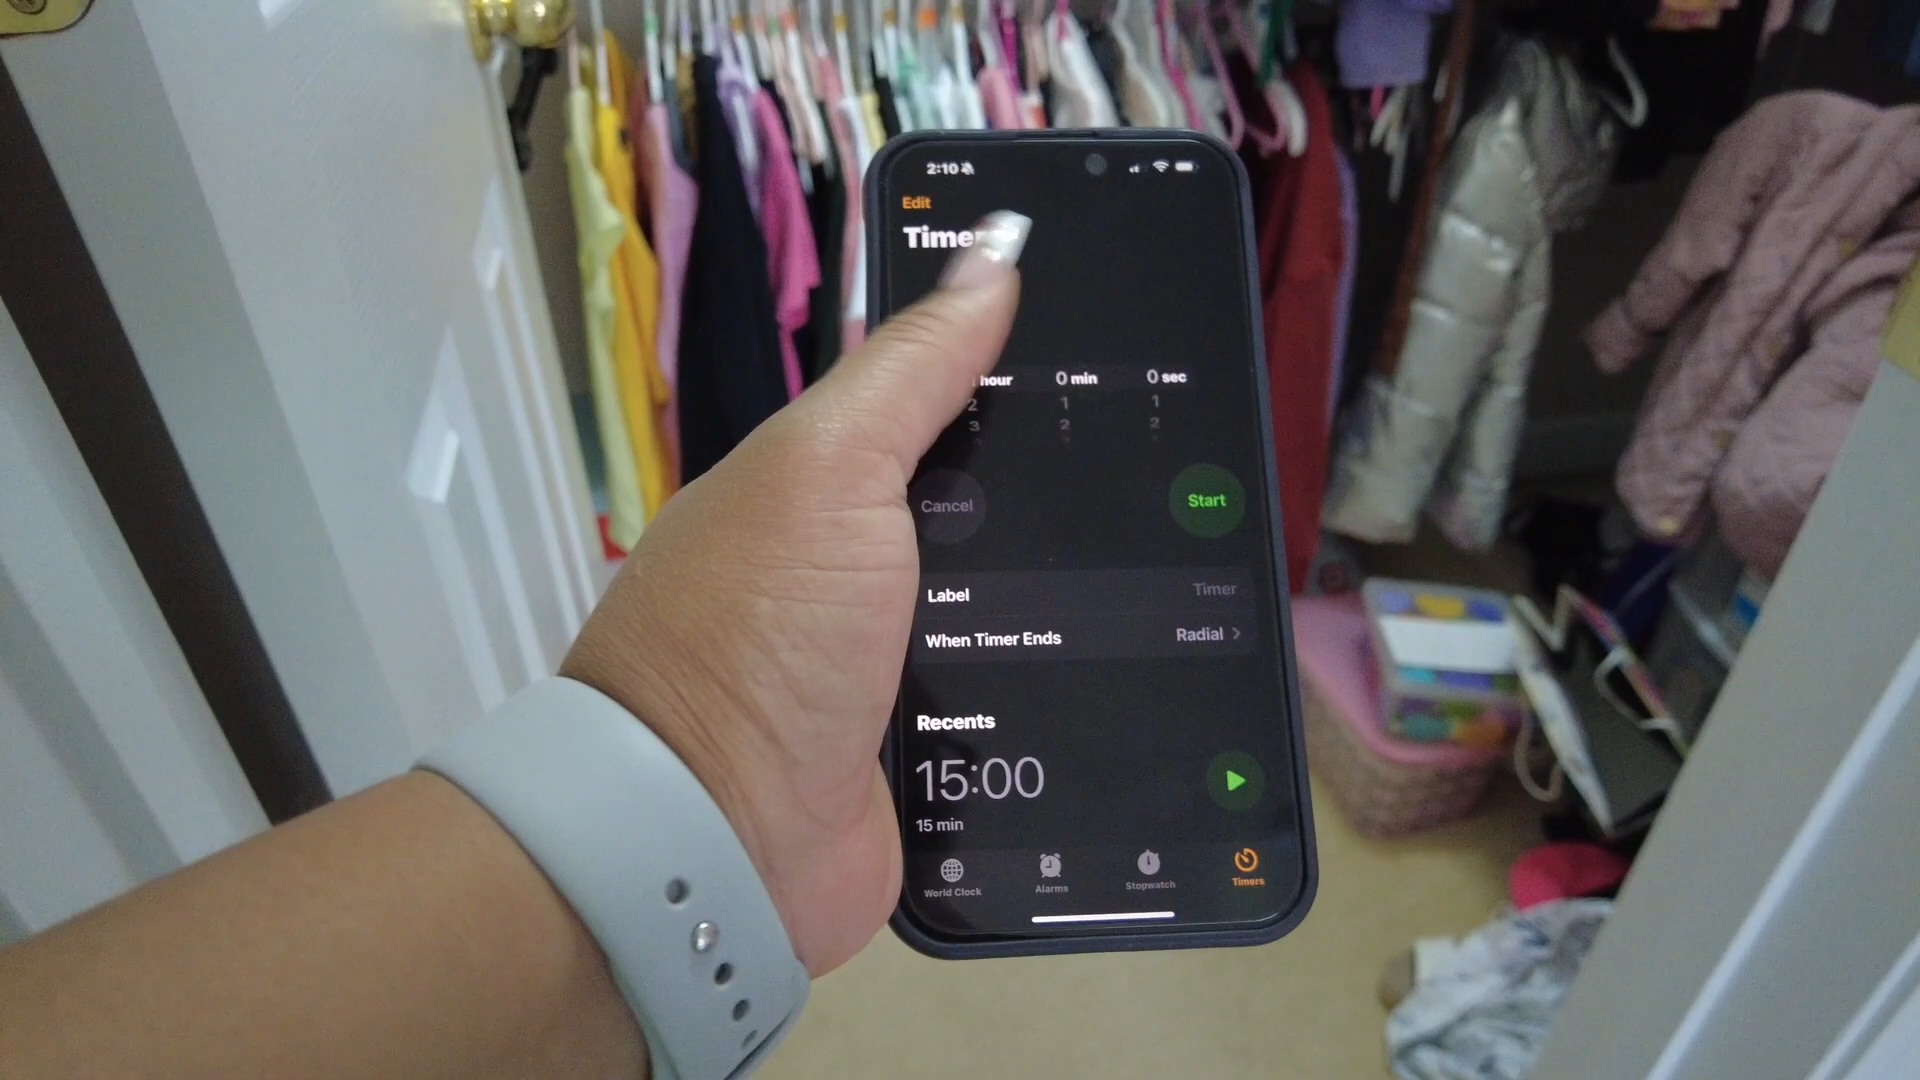 2:10
Edit
Timer
hour 0 min 0 sec
2 1 1
3 2 2
Cancel Start
Label Timer
When Timer Ends Radial
Recents
15:00
15 min
World Clock Alarms Stopwatch Timers